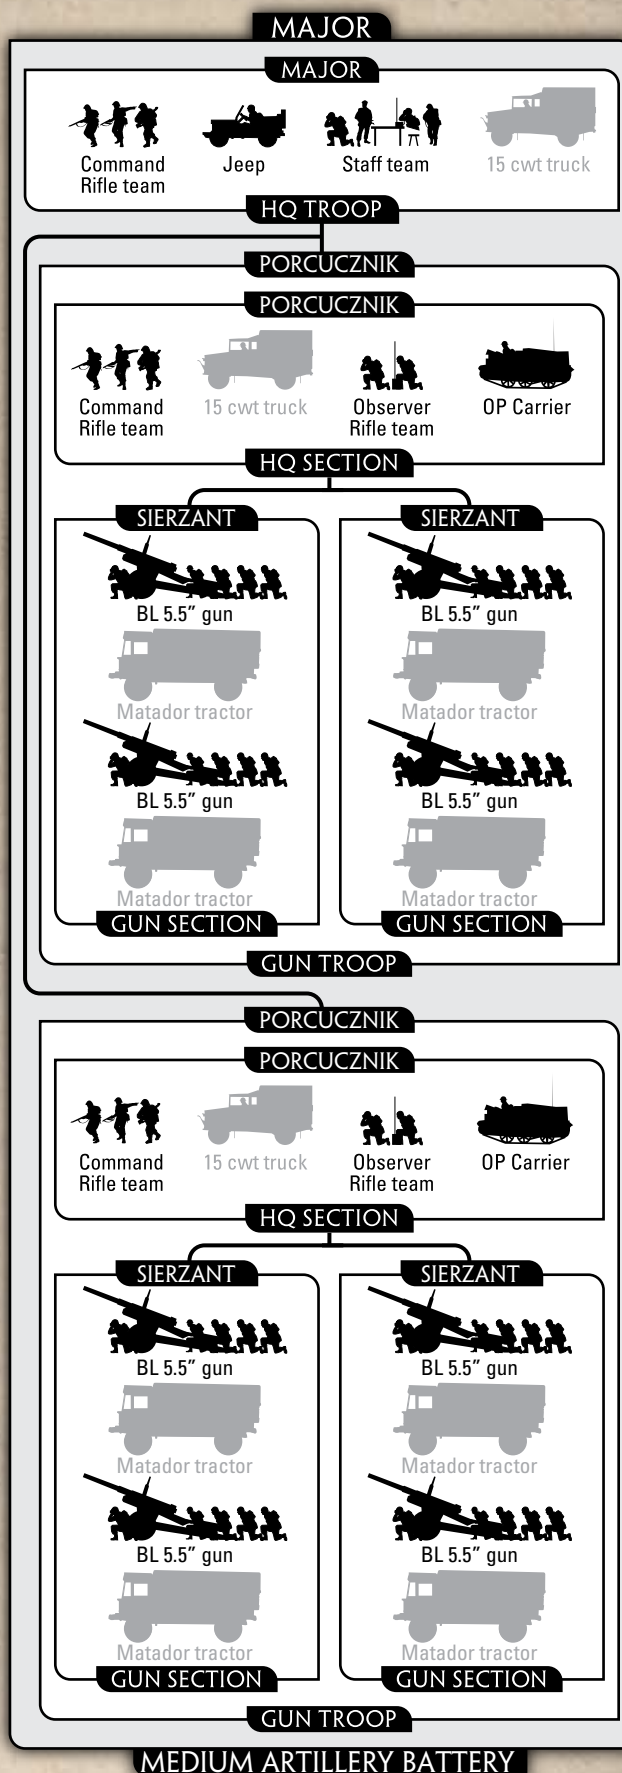 MAJOR
MAJOR
Command
Rifle team
Jeep
Staff team
15 cwt truck
HQ TROOP
PORCUCZNIK
PORCUCZNIK
Command
Rifle team
15 cwt truck
Observer
Rifle team
OP Carrier
HQ SECTION
SIERZANT
BL 5.5” gun
Matador tractor
BL 5.5” gun
Matador tractor
GUN SECTION
SIERZANT
BL 5.5” gun
Matador tractor
BL 5.5” gun
Matador tractor
GUN SECTION
GUN TROOP
PORCUCZNIK
PORCUCZNIK
Command
Rifle team
15 cwt truck
Observer
Rifle team
OP Carrier
HQ SECTION
SIERZANT
BL 5.5” gun
Matador tractor
BL 5.5” gun
Matador tractor
GUN SECTION
SIERZANT
BL 5.5” gun
Matador tractor
BL 5.5” gun
Matador tractor
GUN SECTION
GUN TROOP
MEDIUM ARTILLERY BATTERY